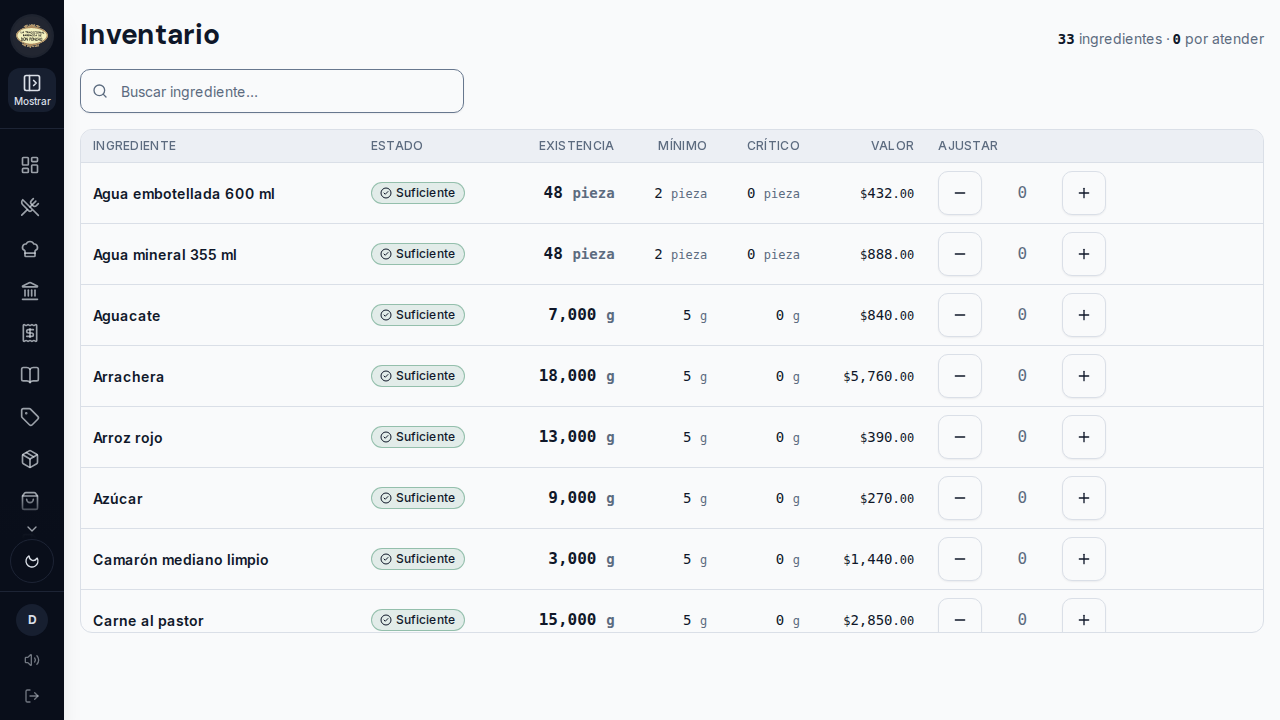 Inventario
33 ingredientes · 0 por atender
Mostrar
Buscar ingrediente...
INGREDIENTE ESTADO EXISTENCIA MÍNIMO CRÍTICO VALOR AJUSTAR
Agua embotellada 600 ml Suficiente 48 pieza 2 pieza 0 pieza $432.00 − 0 +
Agua mineral 355 ml Suficiente 48 pieza 2 pieza 0 pieza $888.00 − 0 +
Aguacate Suficiente 7,000 g 5 g 0 g $840.00 − 0 +
Arrachera Suficiente 18,000 g 5 g 0 g $5,760.00 − 0 +
Arroz rojo Suficiente 13,000 g 5 g 0 g $390.00 − 0 +
Azúcar Suficiente 9,000 g 5 g 0 g $270.00 − 0 +
Camarón mediano limpio Suficiente 3,000 g 5 g 0 g $1,440.00 − 0 +
Carne al pastor Suficiente 15,000 g 5 g 0 g $2,850.00 − 0 +
D